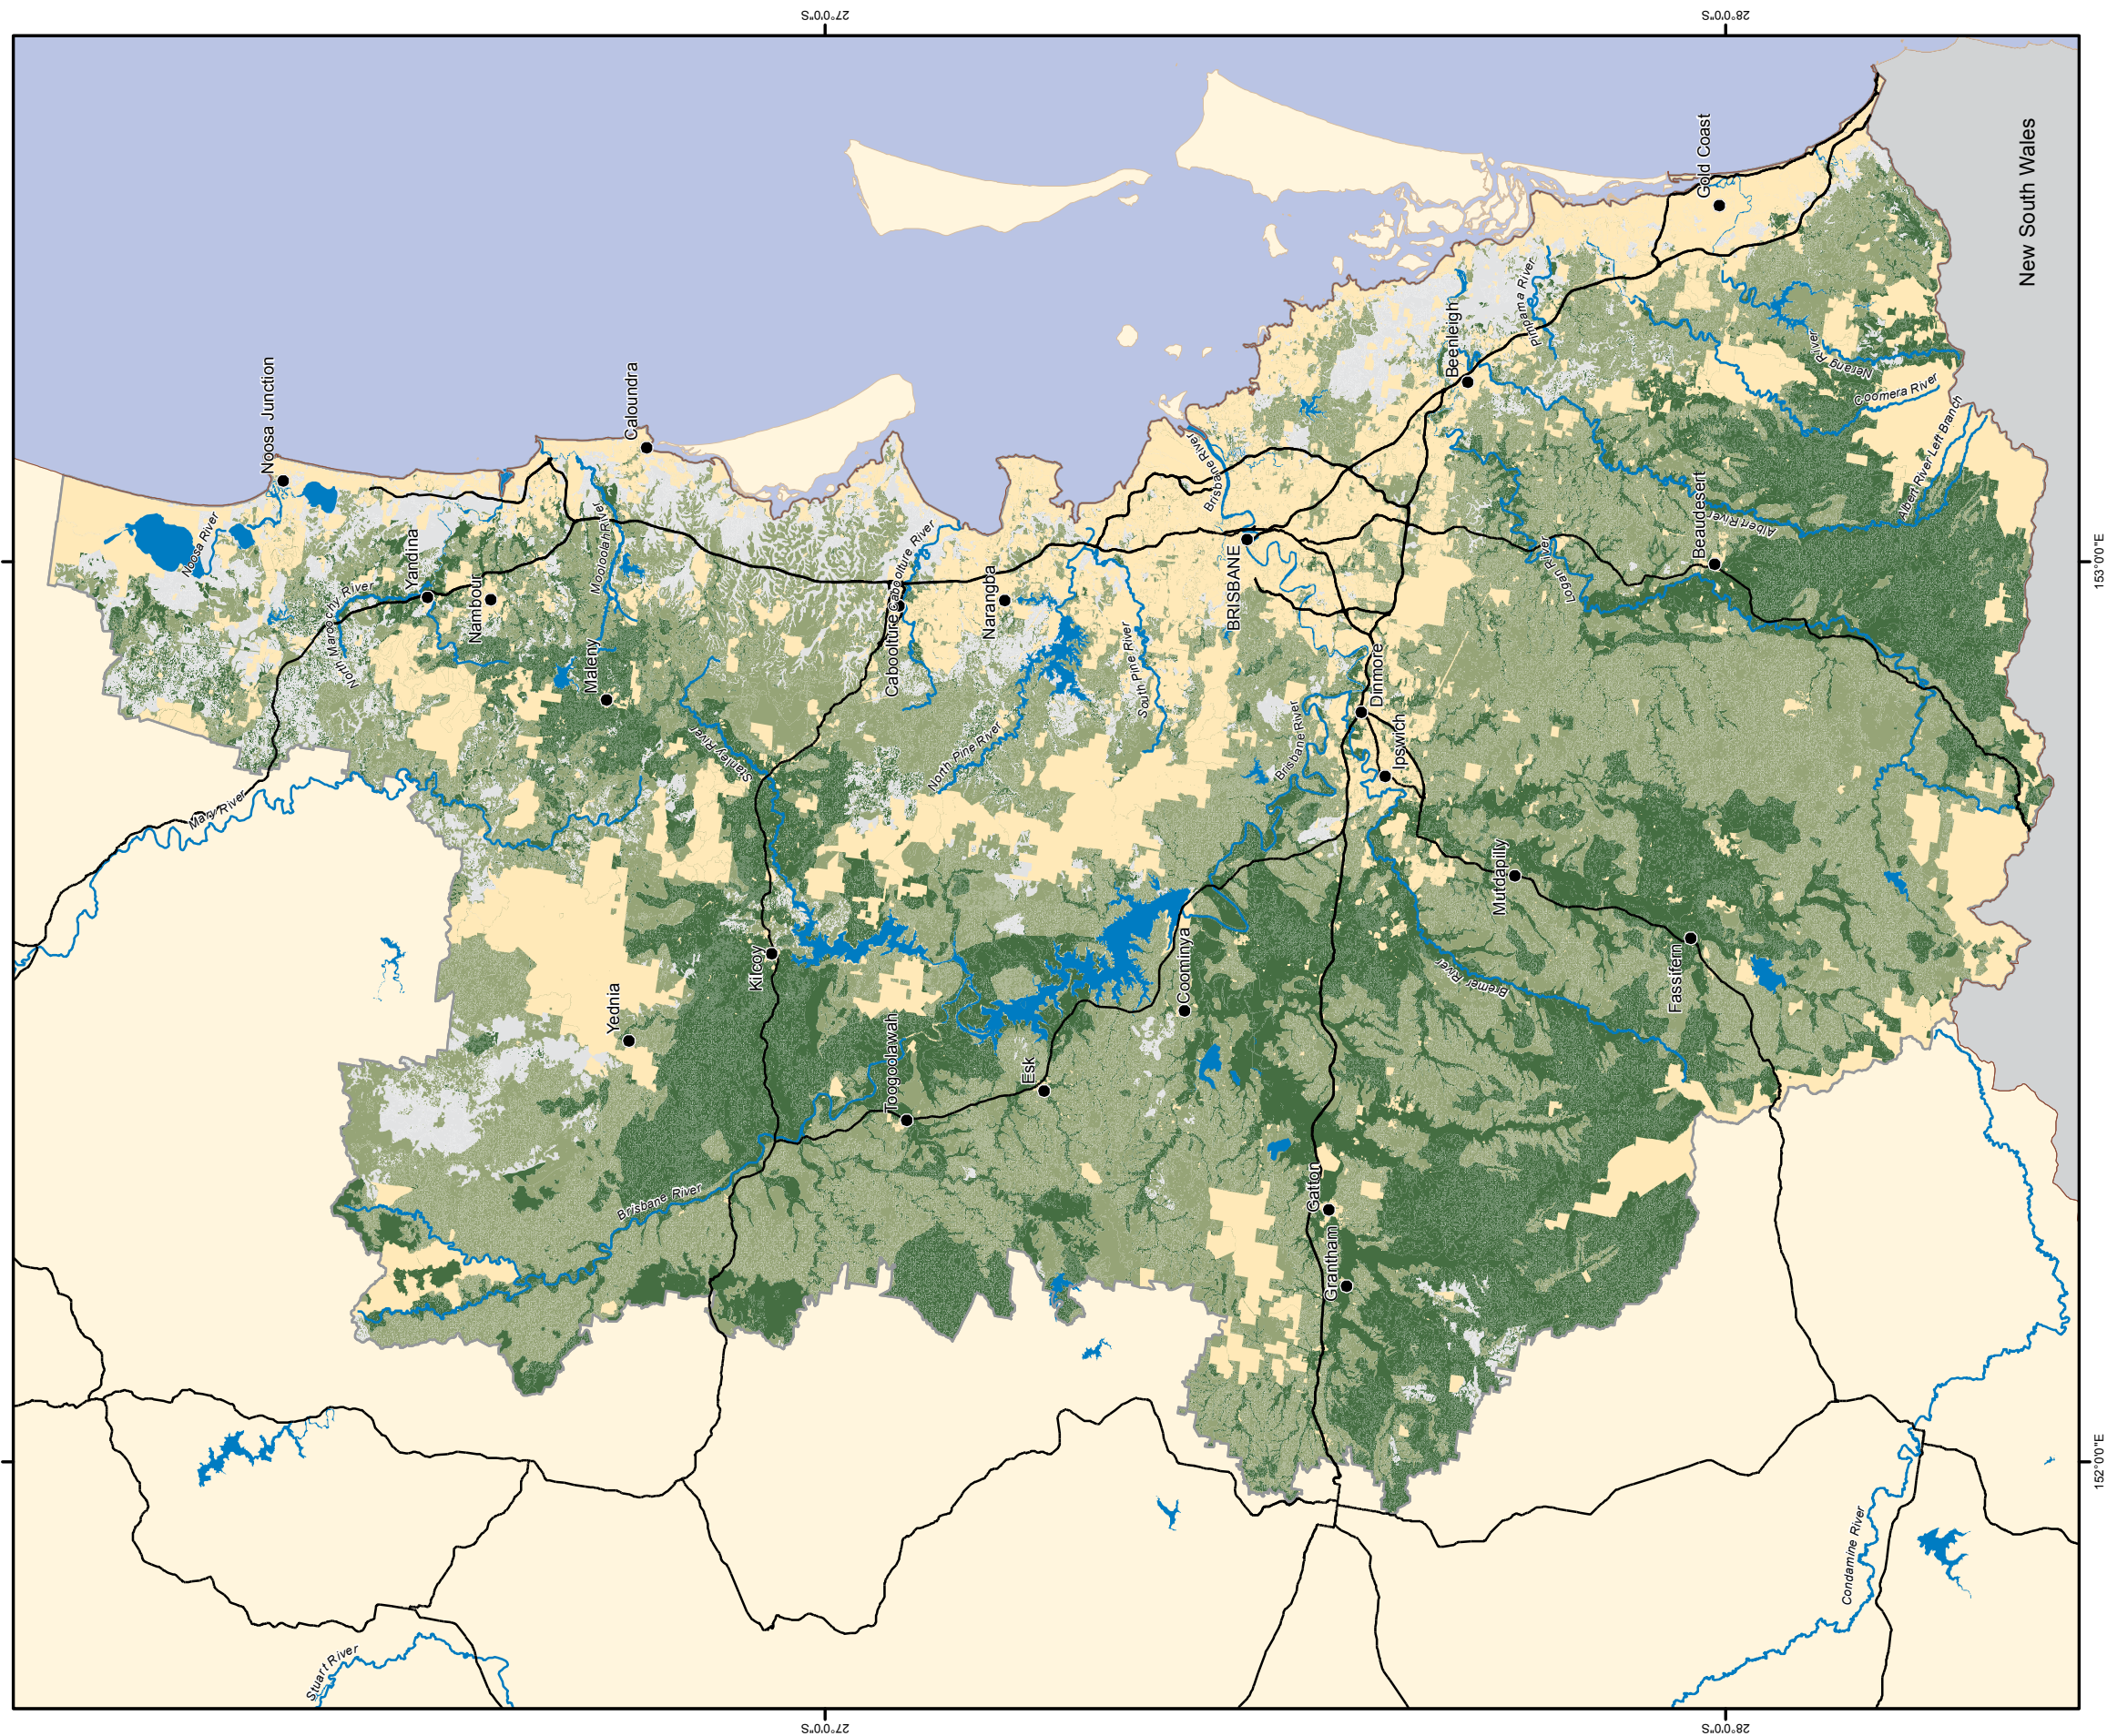 27°0'0"S
28°0'0"S
27°0'0"S
28°0'0"S
153°0'0"E
152°0'0"E
New South Wales
Noosa Junction
Caloundra
Gold Coast
Noosa River
North Maroochy River
Yandina
Nambour
Mooloolah River
Maleny
Mary River
Stanley River
Caboolture
Caboolture River
Narangba
North Pine River
South Pine River
Brisbane River
BRISBANE
Beenleigh
Pimpama River
Nerang River
Coomera River
Albert River Left Branch
Albert River
Beaudesert
Logan River
Dinmore
Ipswich
Brisbane River
Mutdapilly
Fassifern
Bremer River
Kilcoy
Yednia
Toogoolawah
Esk
Coominya
Brisbane River
Gatton
Grantham
Stuart River
Condamine River